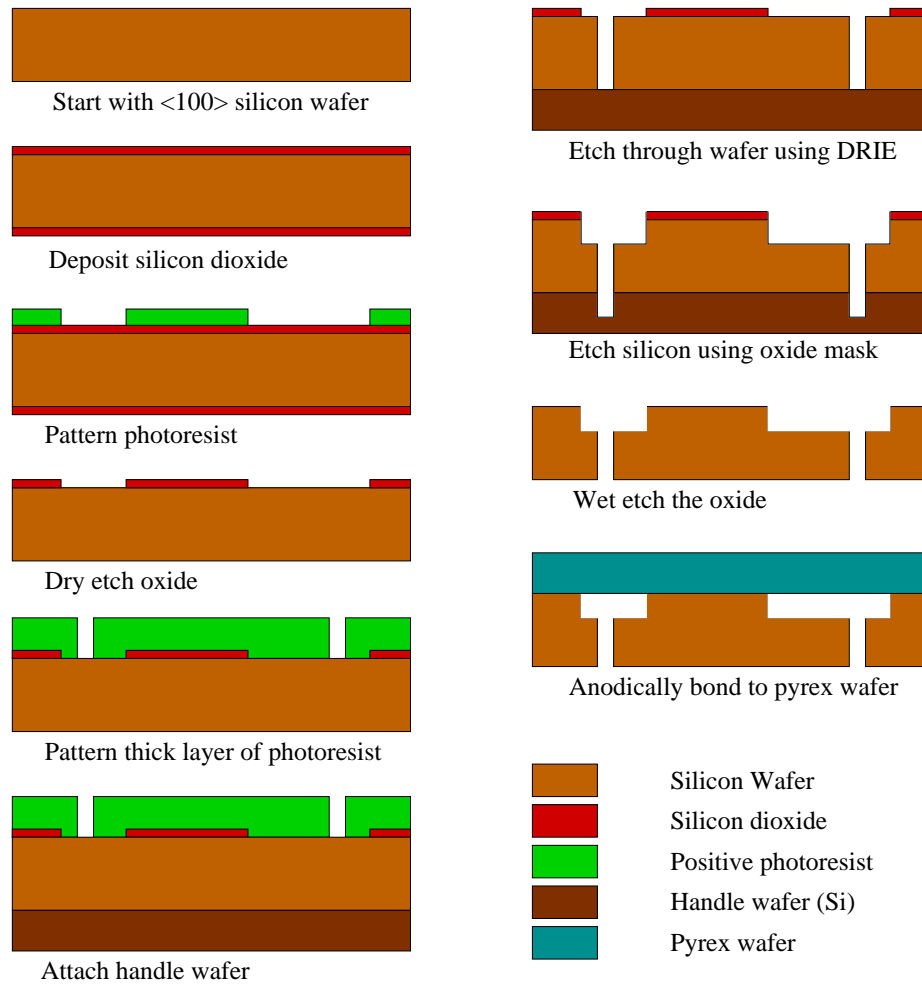 Start with <100> silicon wafer
Deposit silicon dioxide
Pattern photoresist
Dry etch oxide
Pattern thick layer of photoresist
Attach handle wafer
Etch through wafer using DRIE
Etch silicon using oxide mask
Wet etch the oxide
Anodically bond to pyrex wafer
Silicon Wafer
Silicon dioxide
Positive photoresist
Handle wafer (Si)
Pyrex wafer